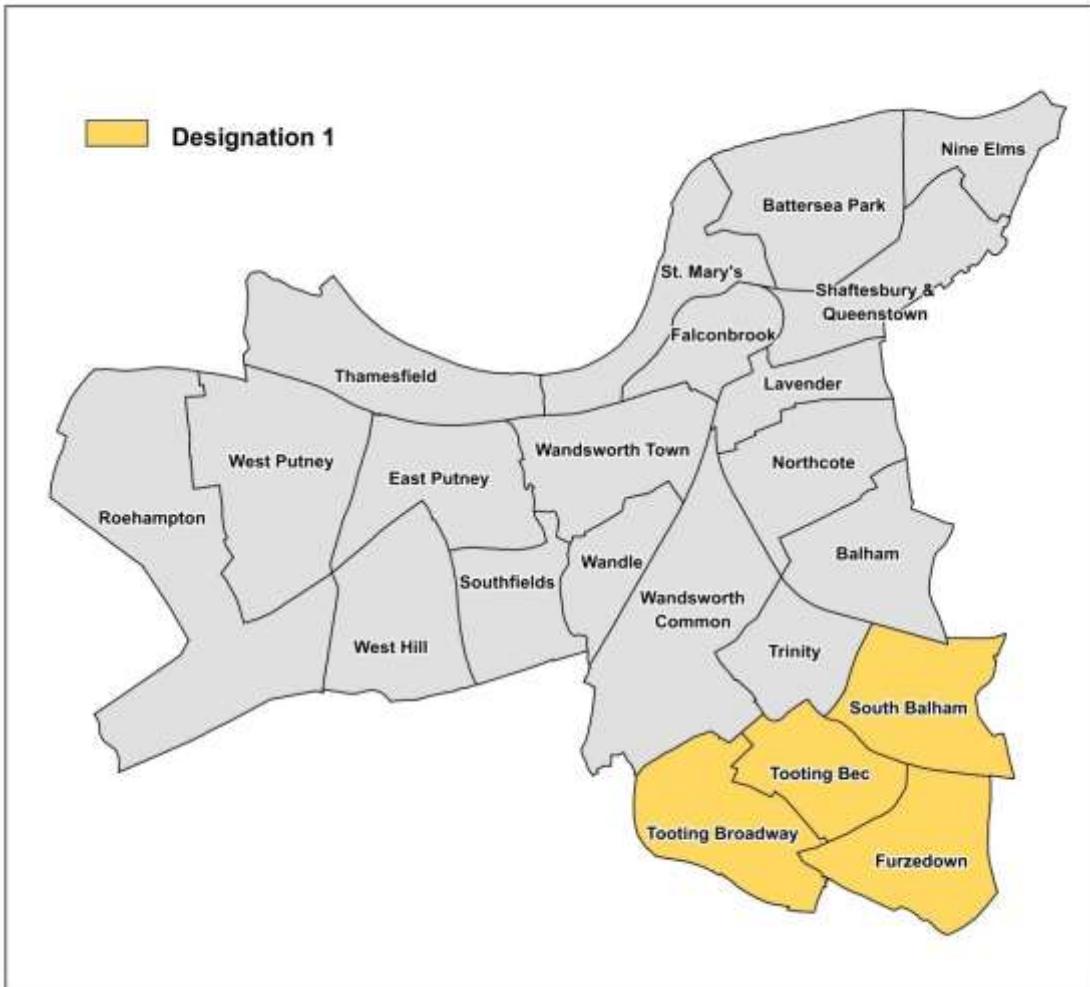 Designation 1
Nine Elms
Battersea Park
St. Mary's
Shaftesbury &
Queenstown
Falconbrook
Thamesfield
Lavender
Wandsworth Town
West Putney
Northcote
East Putney
Roehampton
Balham
Wandle
Southfields
Wandsworth
Common
West Hill
Trinity
South Balham
Tooting Bec
Tooting Broadway
Furzedown